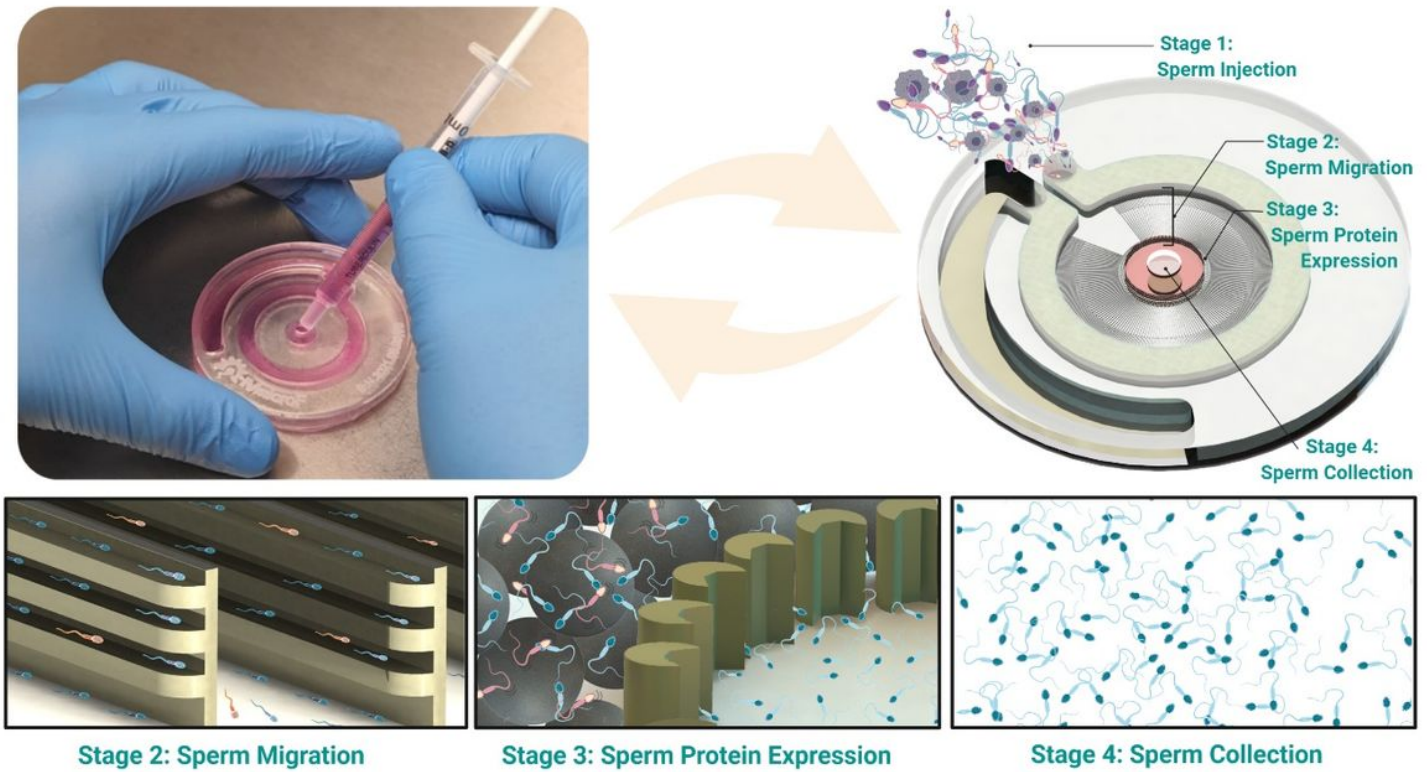 Stage 1:
Sperm Injection
Stage 2:
Sperm Migration
Stage 3:
Sperm Protein
Expression
Stage 4:
Sperm Collection
Stage 2: Sperm Migration
Stage 3: Sperm Protein Expression
Stage 4: Sperm Collection